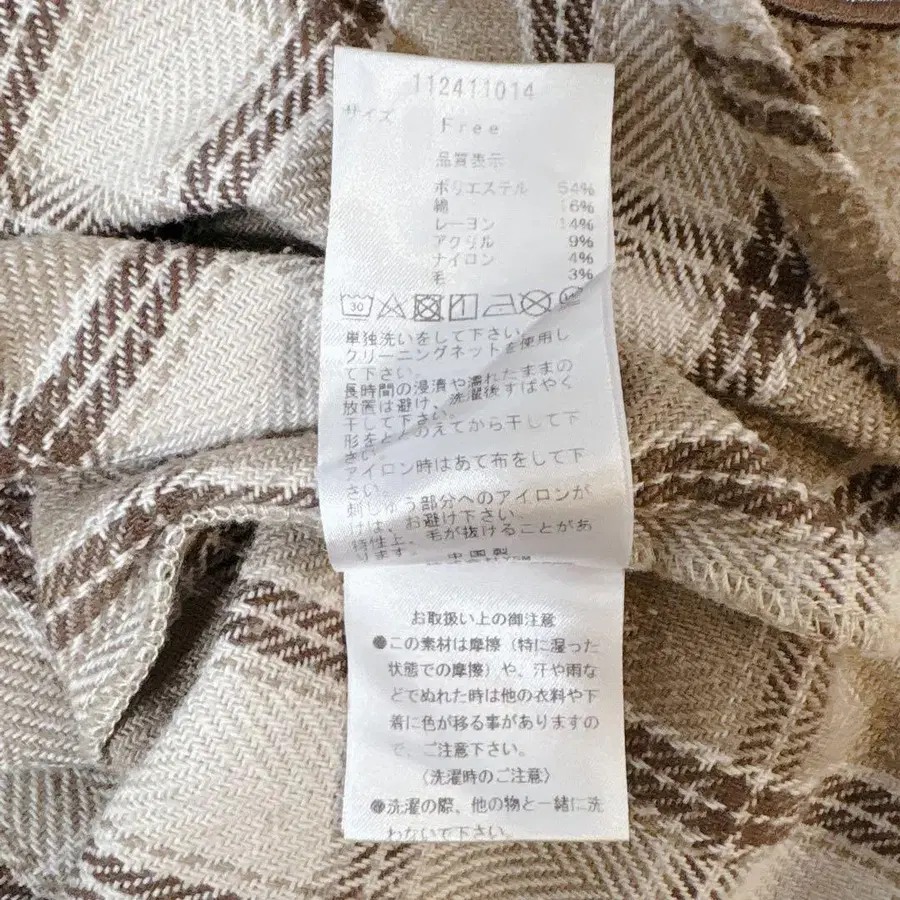 112411014
サイズ Free
品質表示
ポリエステル 54%
綿 16%
レーヨン 14%
アクリル 9%
ナイロン 4%
毛 3%
30
単独洗いをして下さい。
クリーニングネットを使用し
て下さい。
長時間の浸漬や濡れたままの
放置は避け、洗濯後すばやく
干して下さい。
形をととのえてから干して下
さい。
アイロン時はあて布をして下
さい。
刺しゅう部分へのアイロンが
けは、お避け下さい。
特性上、毛が抜けることがあ
ります。
中国製
お取扱い上の御注意
●この素材は摩擦（特に湿った
状態での摩擦）や、汗や雨な
どでぬれた時は他の衣料や下
着に色が移る事がありますの
で、ご注意下さい。
〈洗濯時のご注意〉
●洗濯の際、他の物と一緒に洗
わないで下さい。